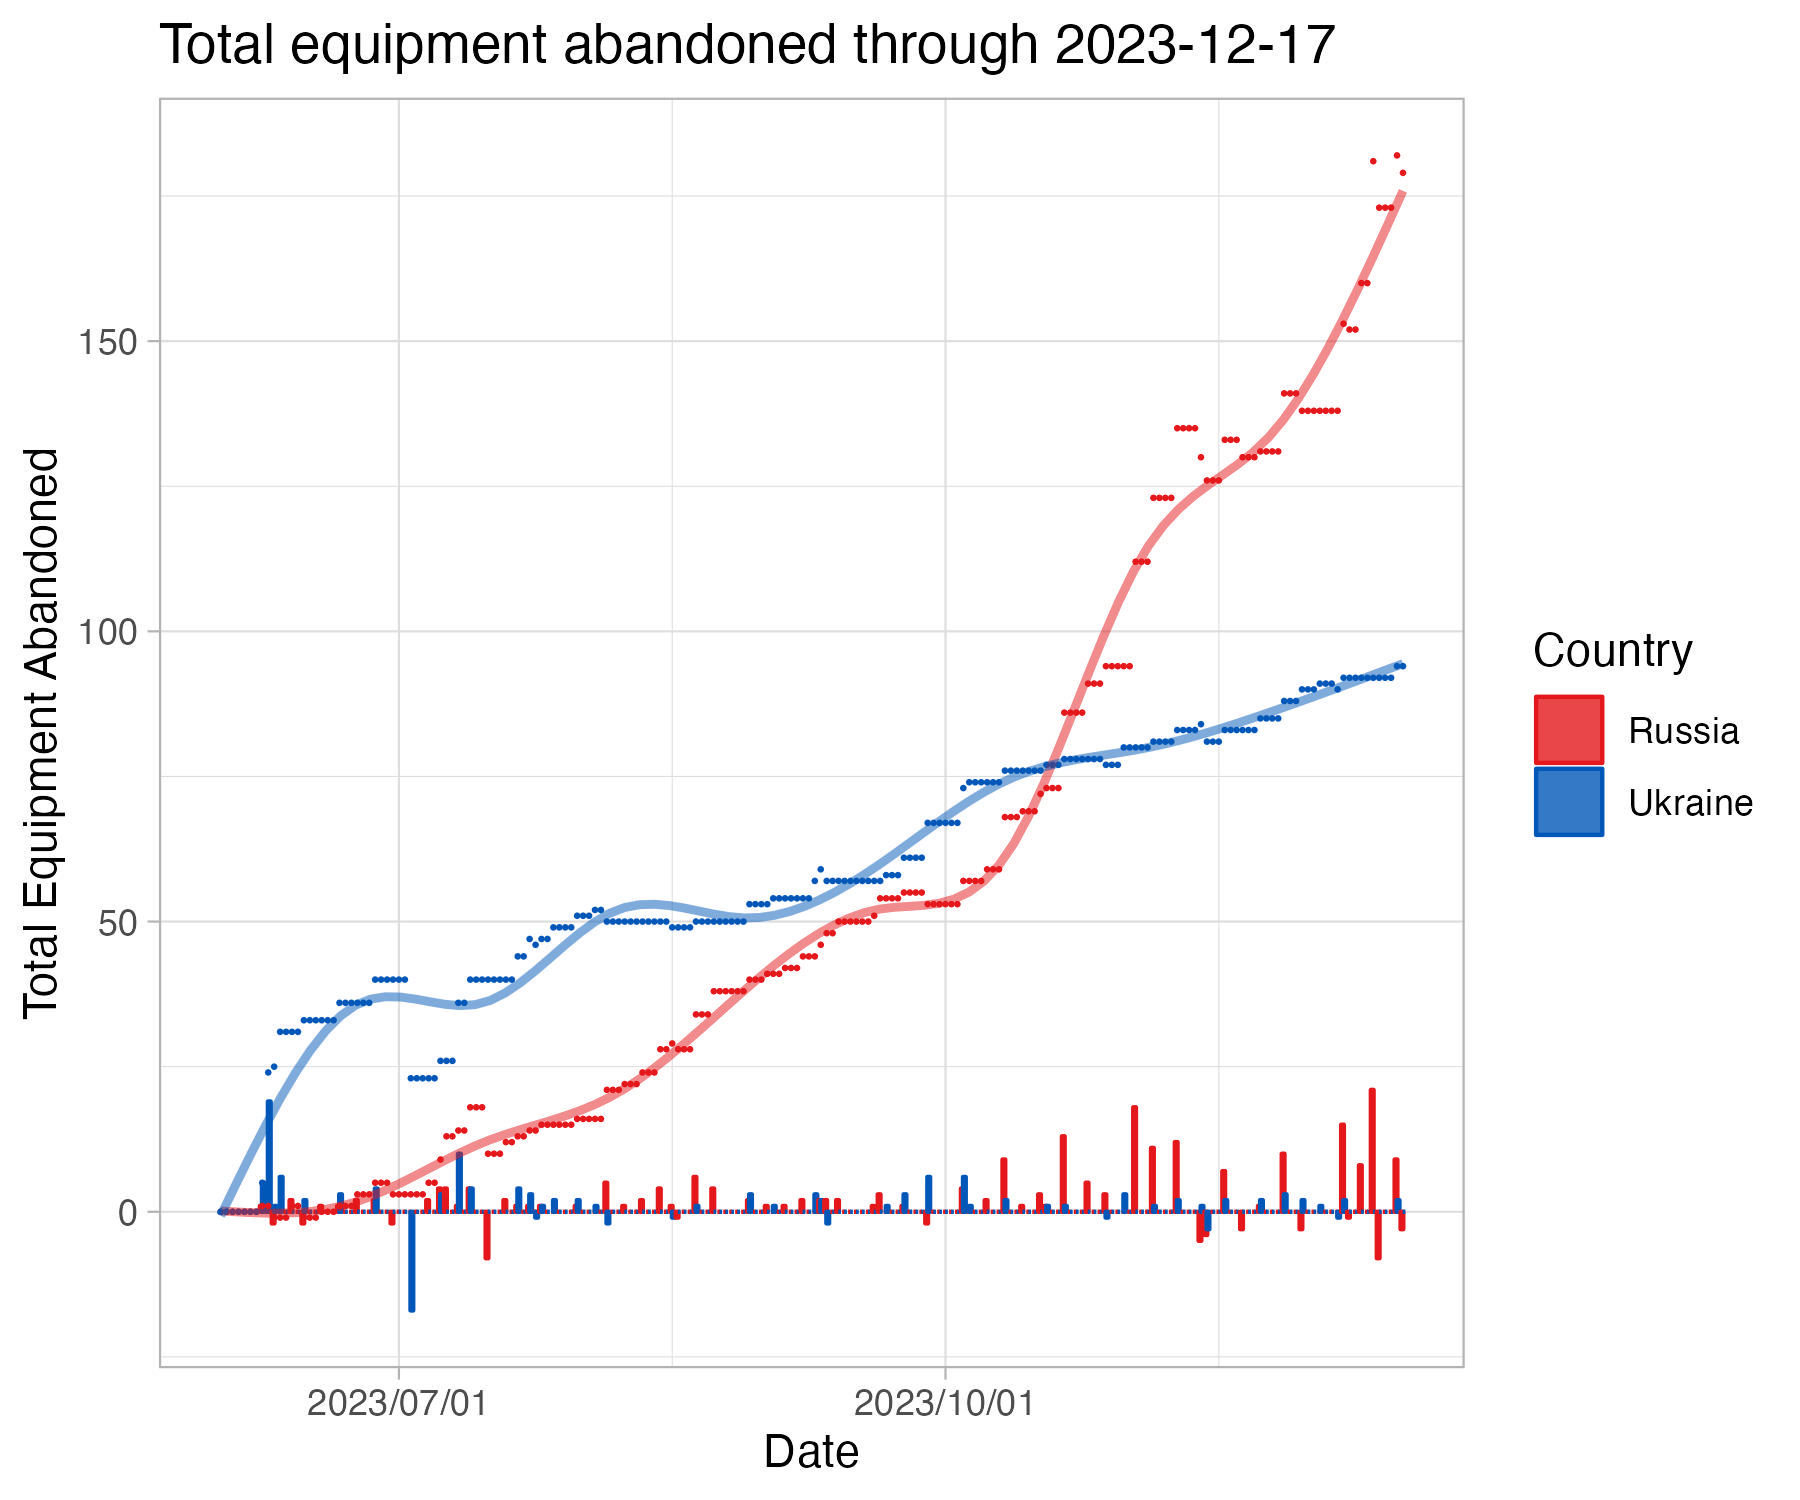 Total equipment abandoned through 2023-12-17
Total Equipment Abandoned
150
100
50
0
2023/07/01
2023/10/01
Date
Country
Russia
Ukraine